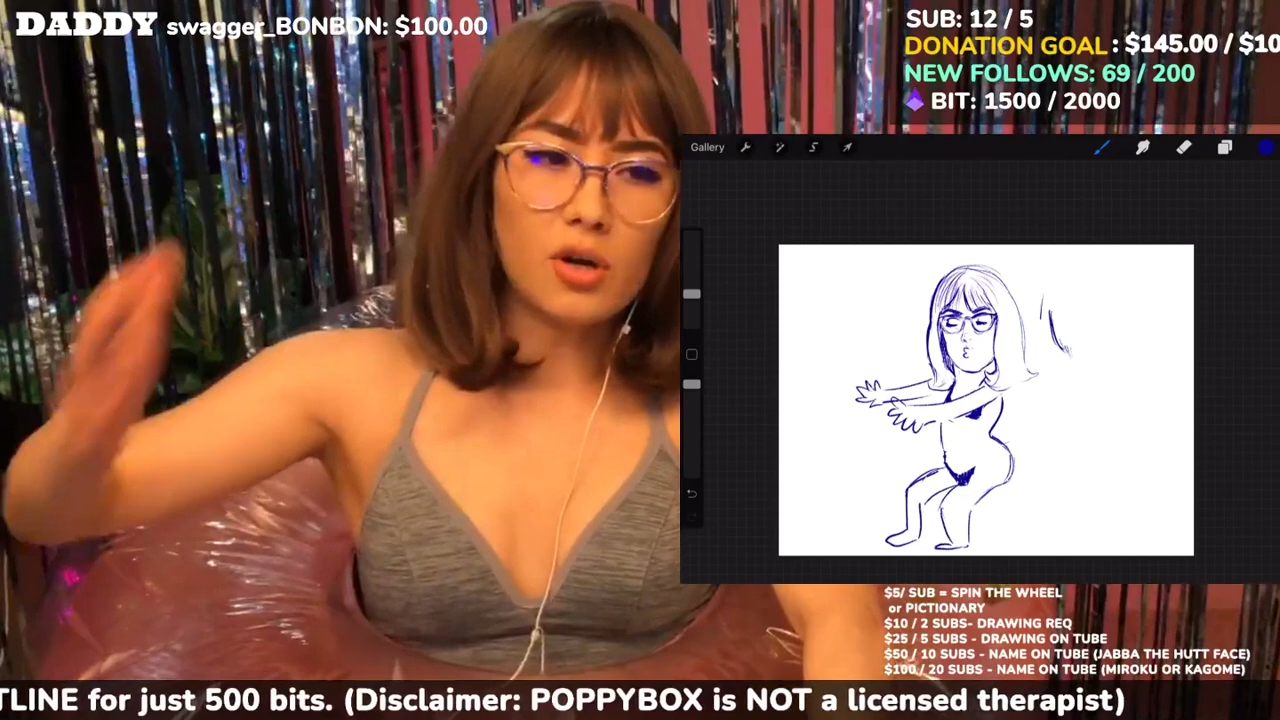 DADDY swagger_BONBON: $100.00
SUB: 12 / 5
DONATION GOAL : $145.00 / $10
NEW FOLLOWS: 69 / 200
BIT: 1500 / 2000
Gallery
$5/ SUB = SPIN THE WHEEL
or PICTIONARY
$10 / 2 SUBS- DRAWING REQ
$25 / 5 SUBS - DRAWING ON TUBE
$50 / 10 SUBS - NAME ON TUBE (JABBA THE HUTT FACE)
$100 / 20 SUBS - NAME ON TUBE (MIROKU OR KAGOME)
TLINE for just 500 bits. (Disclaimer: POPPYBOX is NOT a licensed therapist)